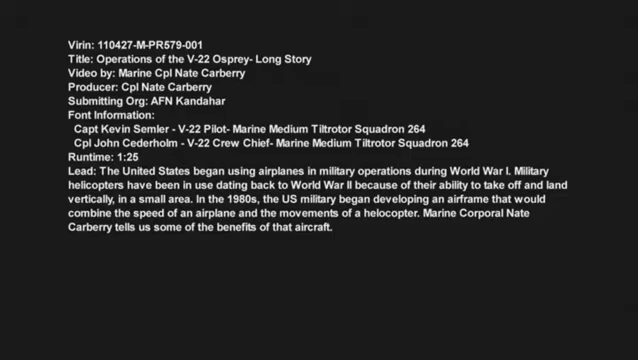 Virin: 110427-M-PR579-001
Title: Operations of the V-22 Osprey- Long Story
Video by: Marine Cpl Nate Carberry
Producer: Cpl Nate Carberry
Submitting Org: AFN Kandahar
Font Information:
Capt Kevin Semler - V-22 Pilot- Marine Medium Tiltrotor Squadron 264
Cpl John Cederholm - V-22 Crew Chief- Marine Medium Tiltrotor Squadron 264
Runtime: 1:25
Lead: The United States began using airplanes in military operations during World War I. Military
helicopters have been in use dating back to World War II because of their ability to take off and land
vertically, in a small area. In the 1980s, the US military began developing an airframe that would
combine the speed of an airplane and the movements of a helocopter. Marine Corporal Nate
Carberry tells us some of the benefits of that aircraft.